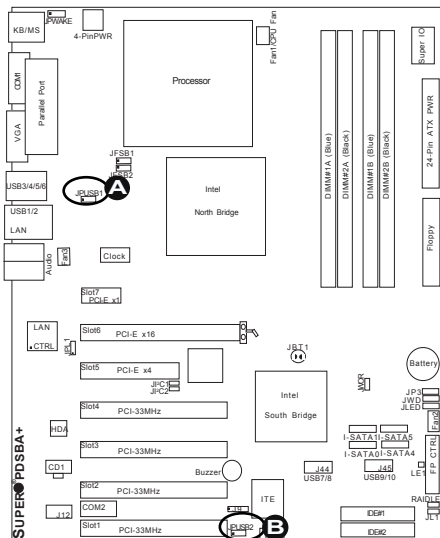 KB/MS
JPWAKE
4-PinPWR
Fan1/CPU Fan
Super IO
COM1
Parallel Port
VGA
Processor
DIMM#1A (Blue)
DIMM#2A (Black)
DIMM#1B (Blue)
DIMM#2B (Black)
24-Pin ATX PWR
Floppy
JFSB1
JFSB2
USB3/4/5/6
JPUSB1
A
USB1/2
LAN
Intel
North Bridge
Audio
Fan3
Clock
Slot7
PCI-E x1
LAN
CTRL
JPL1
Slot6
PCI-E x16
JBT1
Battery
Slot5
PCI-E x4
JI²C1
JI²C2
Intel
South Bridge
JWOR
JP3
JWD
JLED
Fan2
Slot4
PCI-33MHz
HDA
Slot3
PCI-33MHz
I-SATA1
I-SATA5
I-SATA0
I-SATA4
FP CTRL
CD1
Buzzer
J44
USB7/8
J45
USB9/10
LE1
Slot2
PCI-33MHz
ITE
RAIDLE
JL1
J12
COM2
J9
JPUSB2
B
IDE#1
Slot1
PCI-33MHz
IDE#2
SUPER PDSBA+